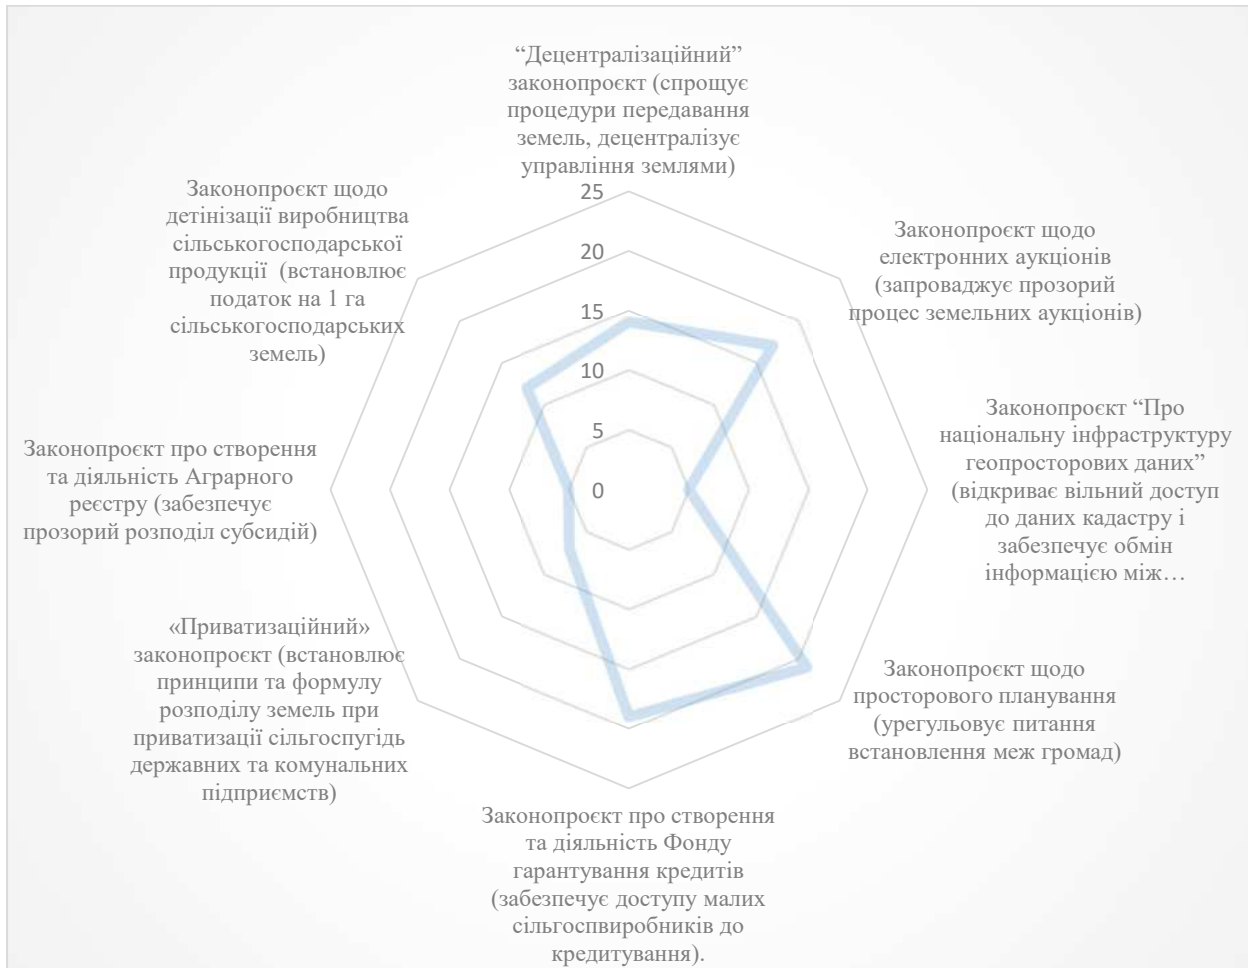 “Децентралізаційний”
законопроєкт (спрощує
процедури передавання
земель, децентралізує
управління землями)
Законопроєкт щодо
електронних аукціонів
(запроваджує прозорий
процес земельних аукціонів)
Законопроєкт “Про
національну інфраструктуру
геопросторових даних”
(відкриває вільний доступ
до даних кадастру і
забезпечує обмін
інформацією між…
Законопроєкт щодо
просторового планування
(урегульовує питання
встановлення меж громад)
Законопроєкт про створення
та діяльність Фонду
гарантування кредитів
(забезпечує доступу малих
сільгоспвиробників до
кредитування).
«Приватизаційний»
законопроєкт (встановлює
принципи та формулу
розподілу земель при
приватизації сільгоспугідь
державних та комунальних
підприємств)
Законопроєкт про створення
та діяльність Аграрного
реєстру (забезпечує
прозорий розподіл субсидій)
Законопроєкт щодо
детінізації виробництва
сільськогосподарської
продукції  (встановлює
податок на 1 га
сільськогосподарських
земель)
25
20
15
10
5
0